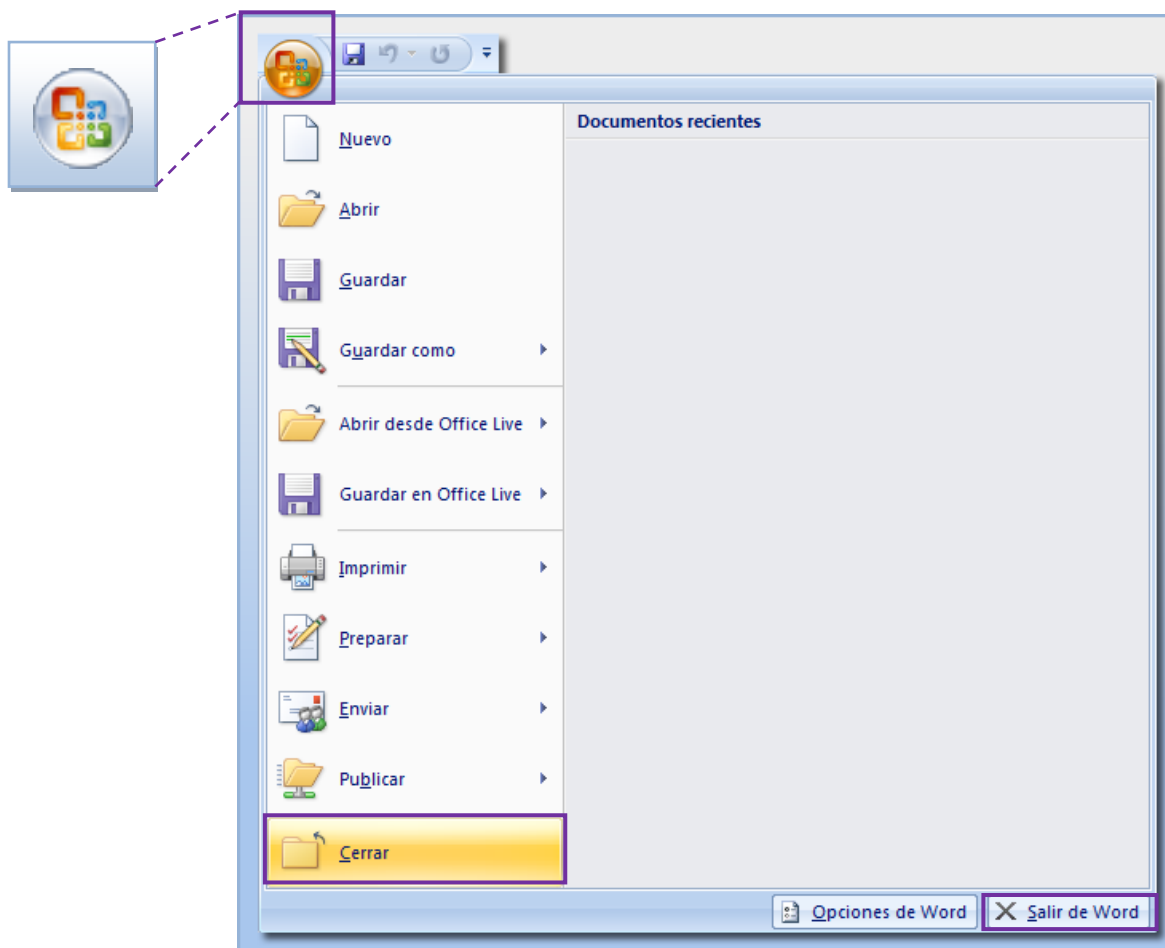 Documentos recientes
Nuevo
Abrir
Guardar
Guardar como
Abrir desde Office Live
Guardar en Office Live
Imprimir
Preparar
Enviar
Publicar
Cerrar
Opciones de Word
Salir de Word